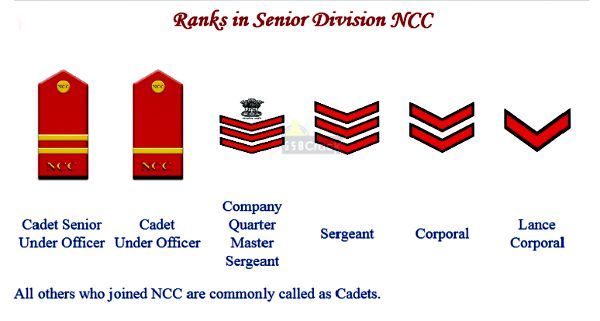 Ranks in Senior Division NCC
NCC
NCC
NCC
NCC
Cadet Senior
Under Officer
Cadet
Under Officer
Company
Quarter
Master
Sergeant
Sergeant
Corporal
Lance
Corporal
All others who joined NCC are commonly called as Cadets.